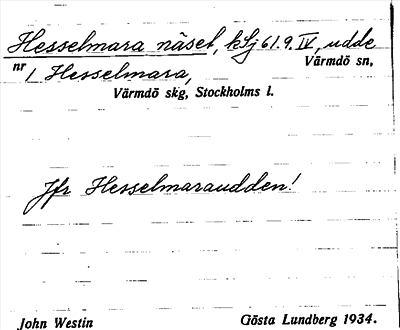 Hesselmara näset, kLj 61.9.IV, udde
Värmdö sn,
nr 1 Hesselmara,
Värmdö skg, Stockholms l.
Jfr Hesselmaraudden!
John Westin Gösta Lundberg 1934.